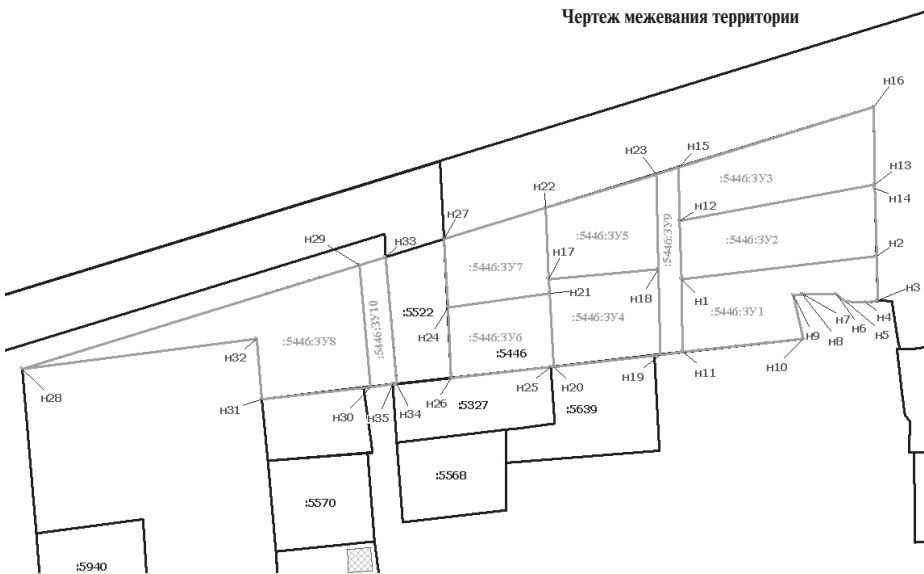 Чертеж межевания территории
н16
н15
н23
н13
н14
:5446:ЗУ3
н22
н12
н27
:5446:ЗУ9
:5446:ЗУ5
:5446:ЗУ2
н2
н33
н29
н17
:5446:ЗУ7
н18
н1
н3
н21
:5446:ЗУ10
:5522
н24
:5446:ЗУ4
:5446:ЗУ1
н4
н7
н5
н6
н9
н8
н32
:5446:ЗУ8
:5446:ЗУ6
:5446
н10
н11
н19
н20
н25
н28
н31
н30
н35
н34
н26
:5327
:5639
:5568
:5570
:5940